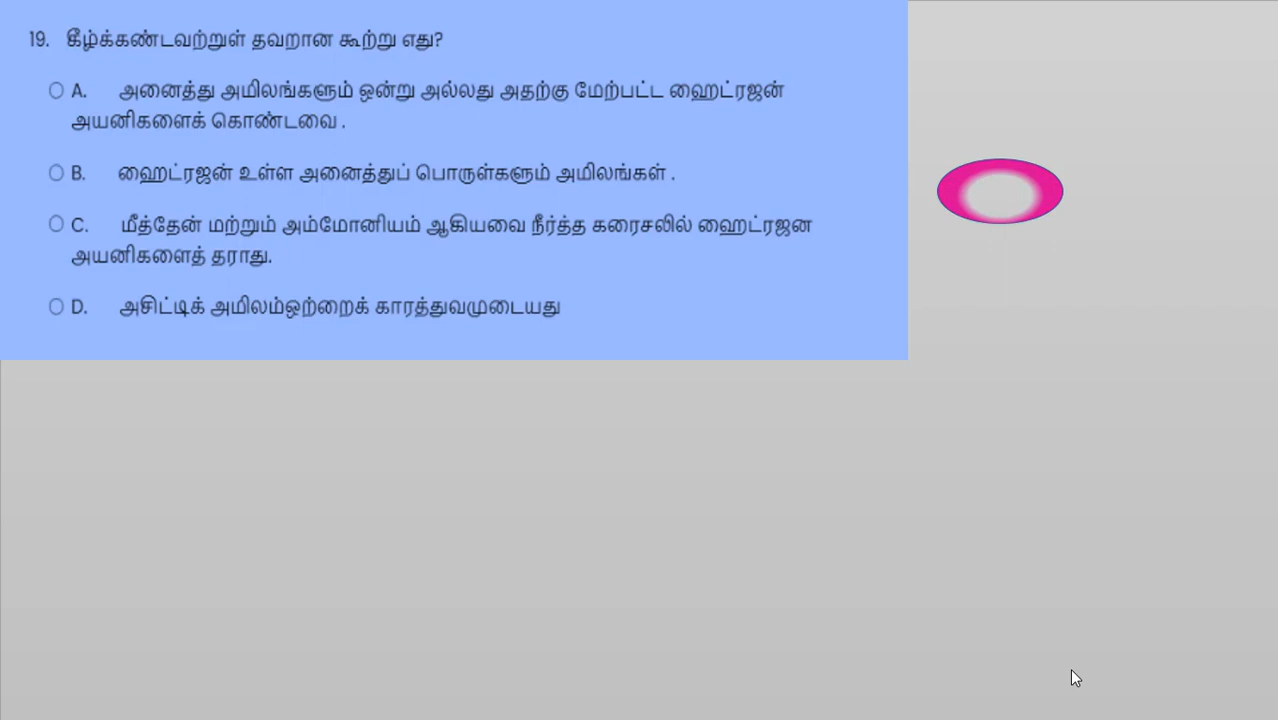 19. கீழ்க்கண்டவற்றுள் தவறான கூற்று எது?
A. அனைத்து அமிலங்களும் ஒன்று அல்லது அதற்கு மேற்பட்ட ஹைட்ரஜன்
அயனிகளைக் கொண்டவை .
B. ஹைட்ரஜன் உள்ள அனைத்துப் பொருள்களும் அமிலங்கள் .
C. மீத்தேன் மற்றும் அம்மோனியம் ஆகியவை நீர்த்த கரைசலில் ஹைட்ரஜன
அயனிகளைத் தராது.
D. அசிட்டிக் அமிலம்ஒற்றைக் காரத்துவமுடையது